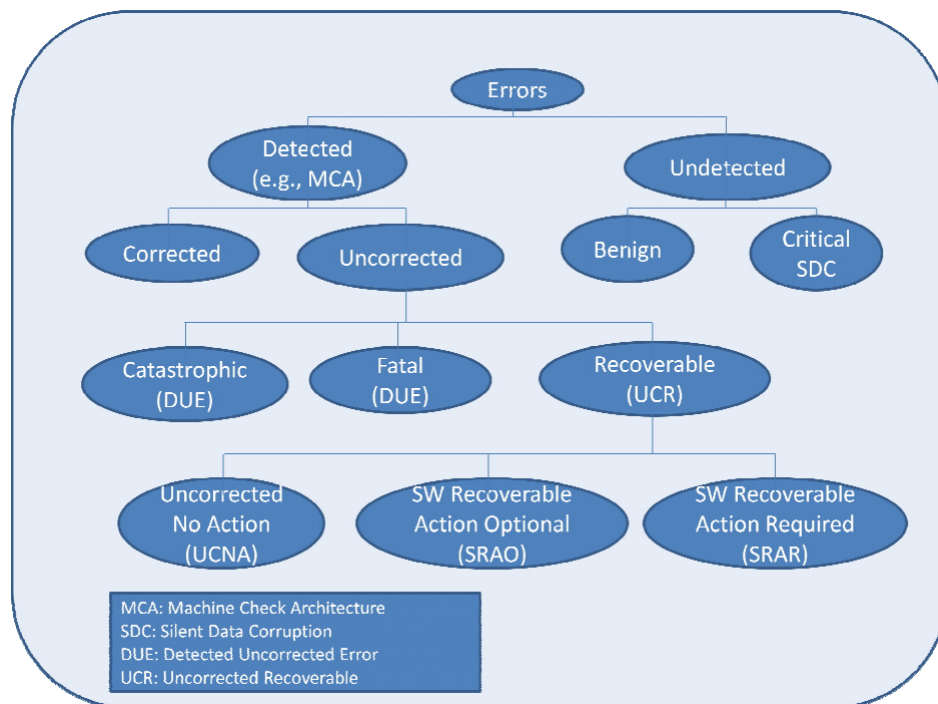 Errors
Detected
(e.g., MCA)
Undetected
Corrected
Uncorrected
Benign
Critical
SDC
Catastrophic
(DUE)
Fatal
(DUE)
Recoverable
(UCR)
Uncorrected
No Action
(UCNA)
SW Recoverable
Action Optional
(SRAO)
SW Recoverable
Action Required
(SRAR)
MCA: Machine Check Architecture
SDC: Silent Data Corruption
DUE: Detected Uncorrected Error
UCR: Uncorrected Recoverable